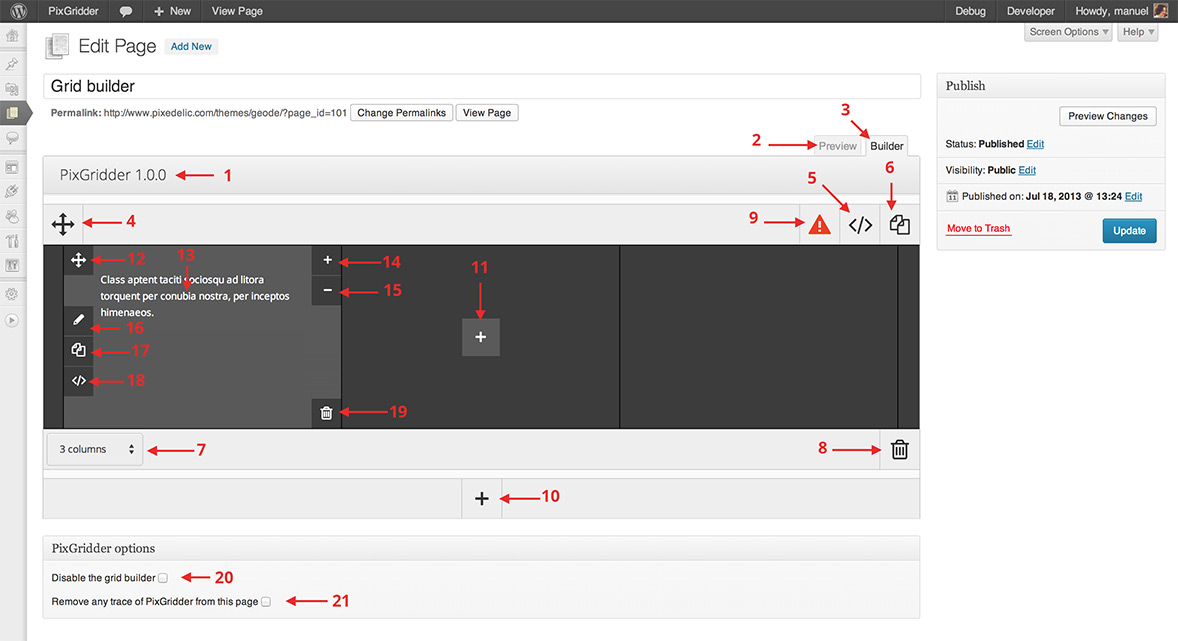 PixGridder
New
View Page
Debug
Developer
Howdy, manuel
Screen Options
Help
Edit Page
Add New
Grid builder
Permalink: http://www.pixedelic.com/themes/geode/?page_id=101
Change Permalinks
View Page
Publish
Preview Changes
Status: Published Edit
Visibility: Public Edit
11 Published on: Jul 18, 2013 @ 13:24 Edit
Move to Trash
Update
3
2
Preview
Builder
PixGridder 1.0.0
1
5
6
4
9
12
13
14
11
Class aptent taciti sociosqu ad litora
torquent per conubia nostra, per inceptos
himenaeos.
15
16
17
18
19
3 columns
7
8
10
PixGridder options
Disable the grid builder
20
Remove any trace of PixGridder from this page
21